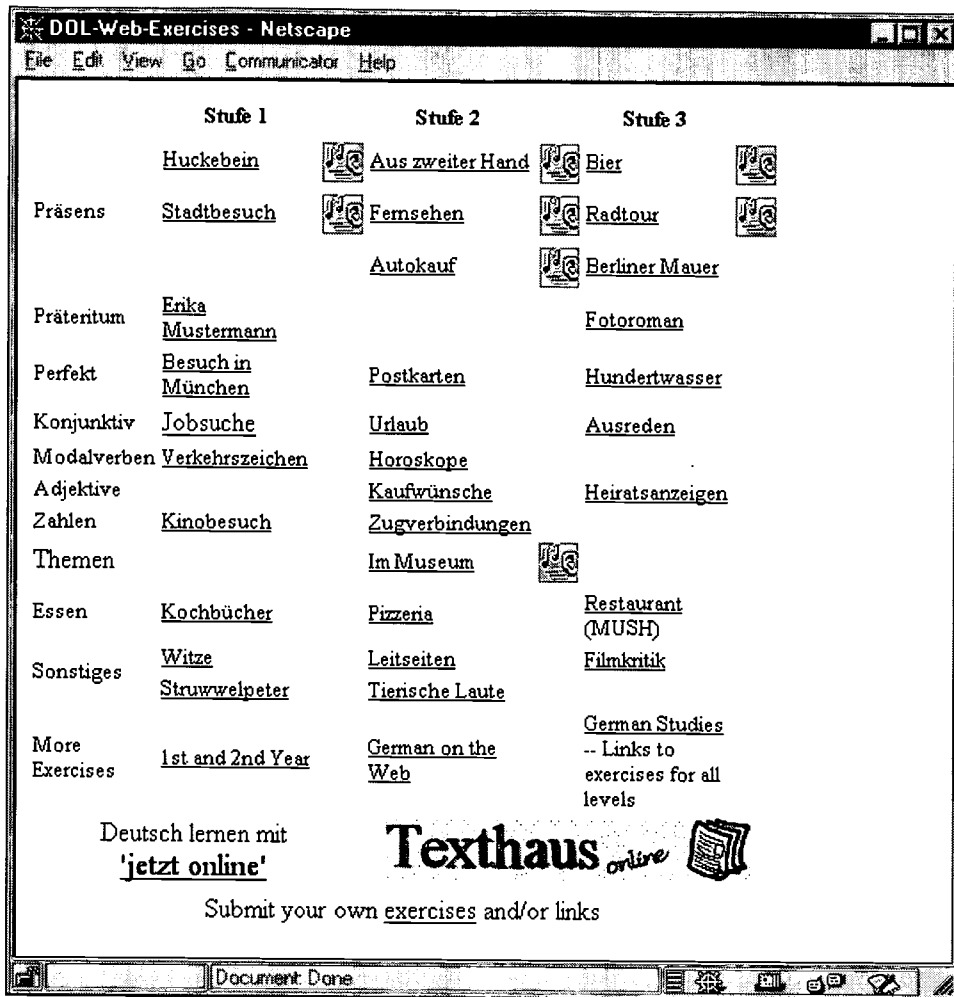 DOL-Web-Exercises - Netscape
File Edit View Go Communicator Help
Stufe 1 Stufe 2 Stufe 3
Huckebein Aus zweiter Hand Bier
Präsens Stadtbesuch Fernsehen Radtour
Autokauf Berliner Mauer
Präteritum Erika Mustermann Fotoroman
Perfekt Besuch in München Postkarten Hundertwasser
Konjunktiv Jobsuche Urlaub Ausreden
Modalverben Verkehrszeichen Horoskope
Adjektive Kaufwünsche Heiratsanzeigen
Zahlen Kinobesuch Zugverbindungen
Themen Im Museum
Essen Kochbücher Pizzeria Restaurant (MUSH)
Sonstiges Witze Leitseiten Filmkritik
Struwwelpeter Tierische Laute
More Exercises 1st and 2nd Year German on the Web German Studies -- Links to exercises for all levels
Deutsch lernen mit
'jetzt online'
Texthaus online
Submit your own exercises and/or links
Document: Done